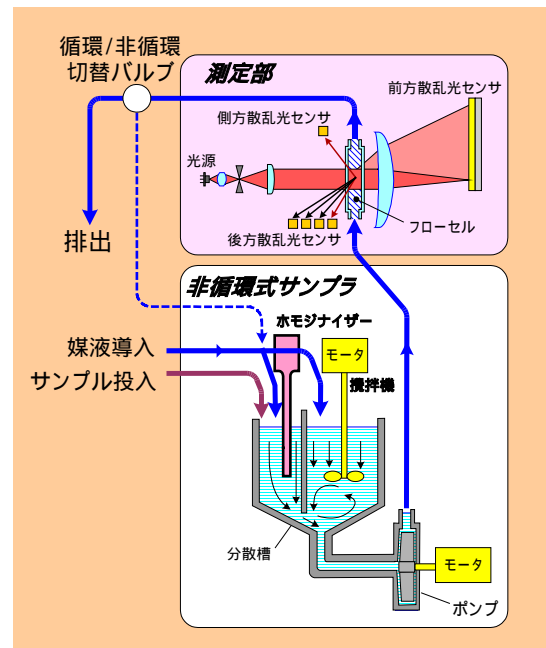 循環/非循環
切替バルブ
測定部
前方散乱光センサ
側方散乱光センサ
光源
フローセル
後方散乱光センサ
排出
非循環式サンプラ
ホモジナイザー
媒液導入
モータ
サンプル投入
攪拌機
分散槽
モータ
ポンプ